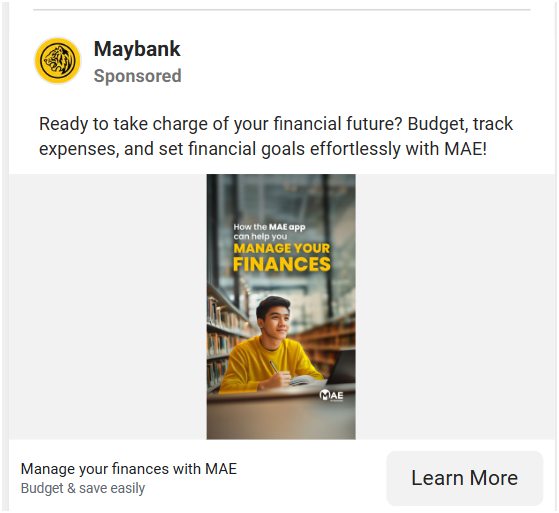 Maybank
Sponsored
Ready to take charge of your financial future? Budget, track
expenses, and set financial goals effortlessly with MAE!
How the MAE app
can help you
MANAGE YOUR
FINANCES
MAE
Manage your finances with MAE
Budget & save easily
Learn More